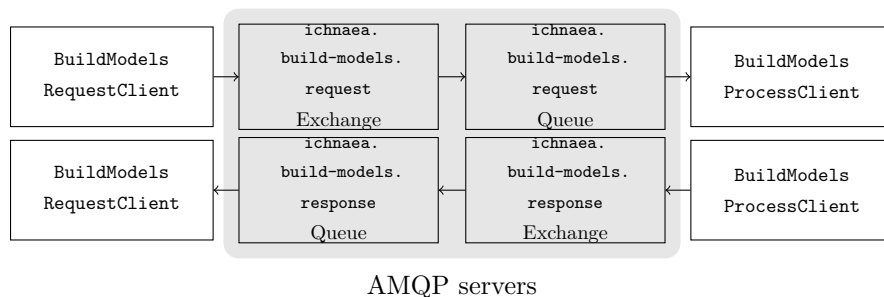 BuildModels
RequestClient
ichnaea.
build-models.
request
Exchange
ichnaea.
build-models.
request
Queue
BuildModels
ProcessClient
BuildModels
RequestClient
ichnaea.
build-models.
response
Queue
ichnaea.
build-models.
response
Exchange
BuildModels
ProcessClient
AMQP servers